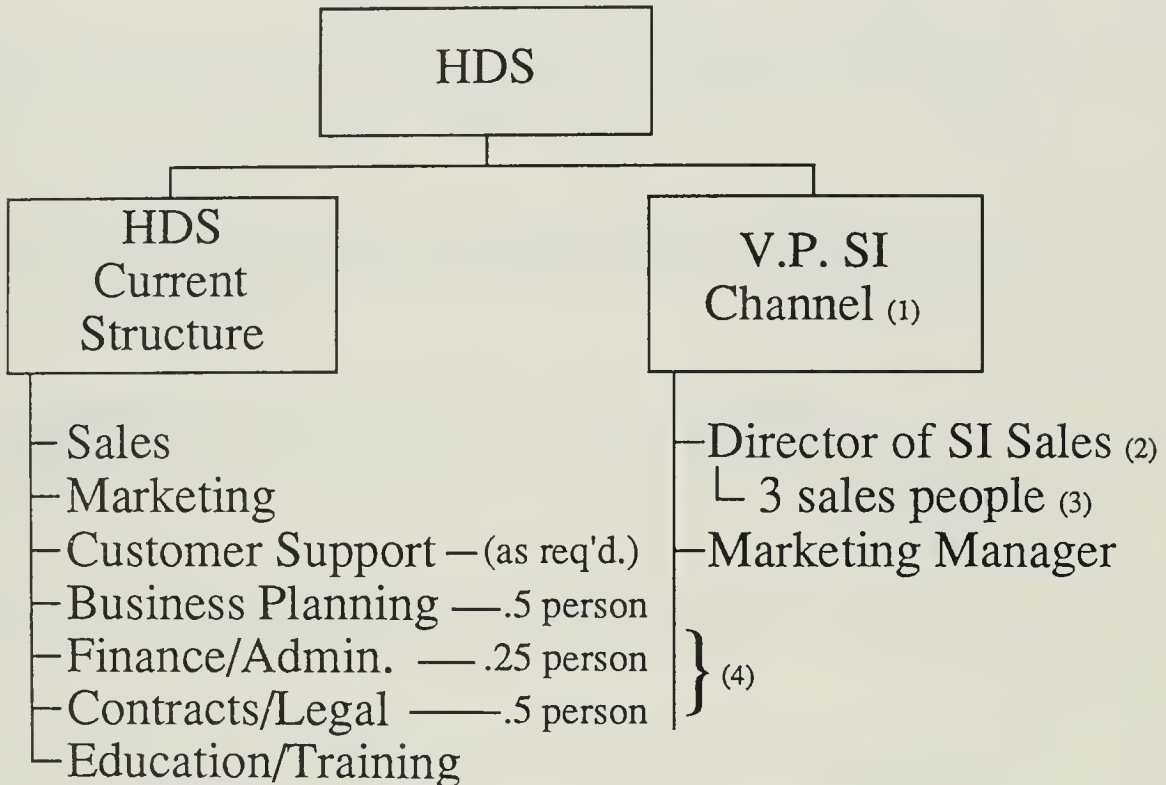 HDS
HDS
Current
Structure
V.P. SI
Channel (1)
Sales
Marketing
Customer Support – (as req'd.)
Business Planning — .5 person
Finance/Admin. — .25 person
Contracts/Legal — .5 person
Education/Training
Director of SI Sales (2)
3 sales people (3)
Marketing Manager
(4)